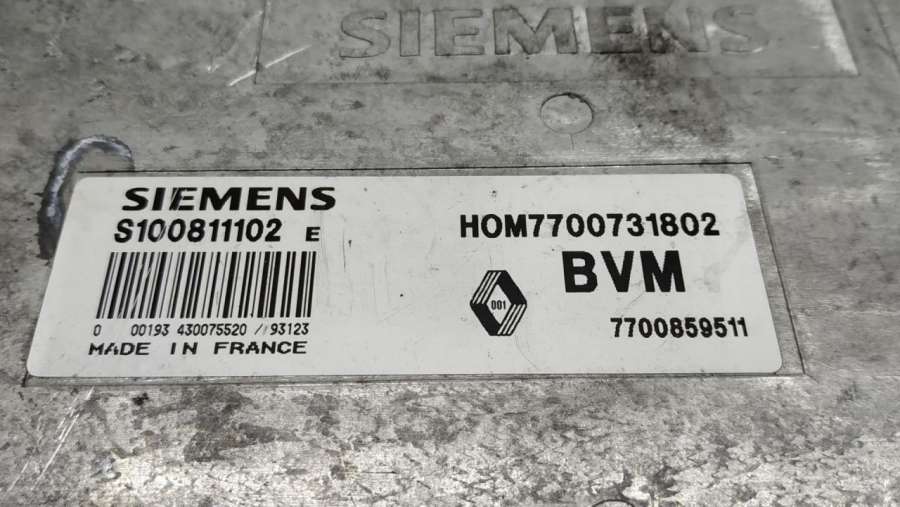 SIEMENS
SIEMENS
S100811102 E
0 00193 430075520 // 93123
MADE IN FRANCE
HOM7700731802
BVM
001
7700859511